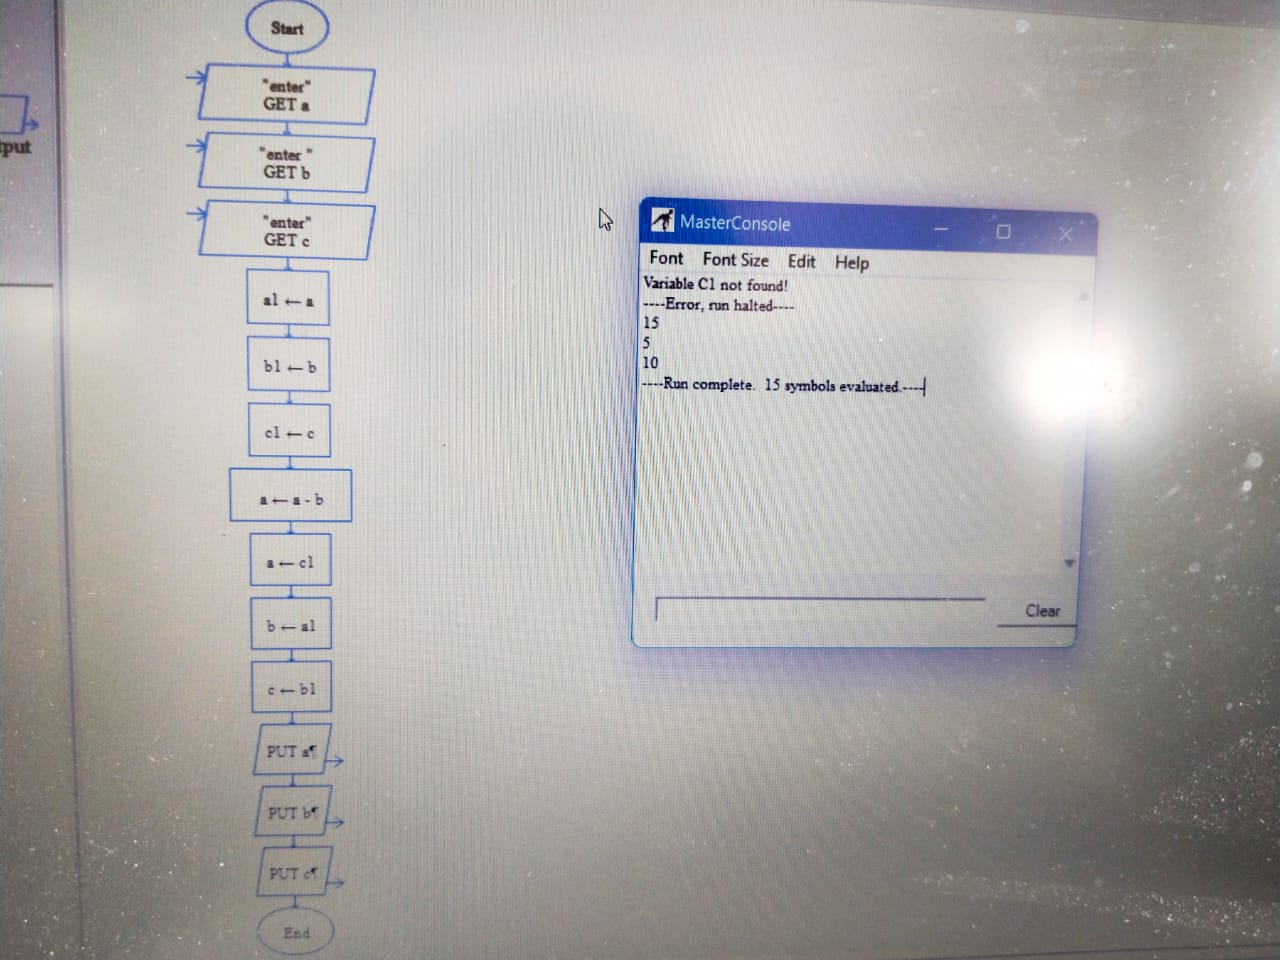 Start
"enter"
GET a
"enter "
GET b
"enter"
GET c
a1 ← a
b1 ← b
c1 ← c
a ← a - b
a ← c1
b ← a1
c ← b1
PUT a¶
PUT b¶
PUT c¶
End
MasterConsole
Font Font Size Edit Help
Variable C1 not found!
----Error, run halted----
15
5
10
----Run complete. 15 symbols evaluated.----
Clear